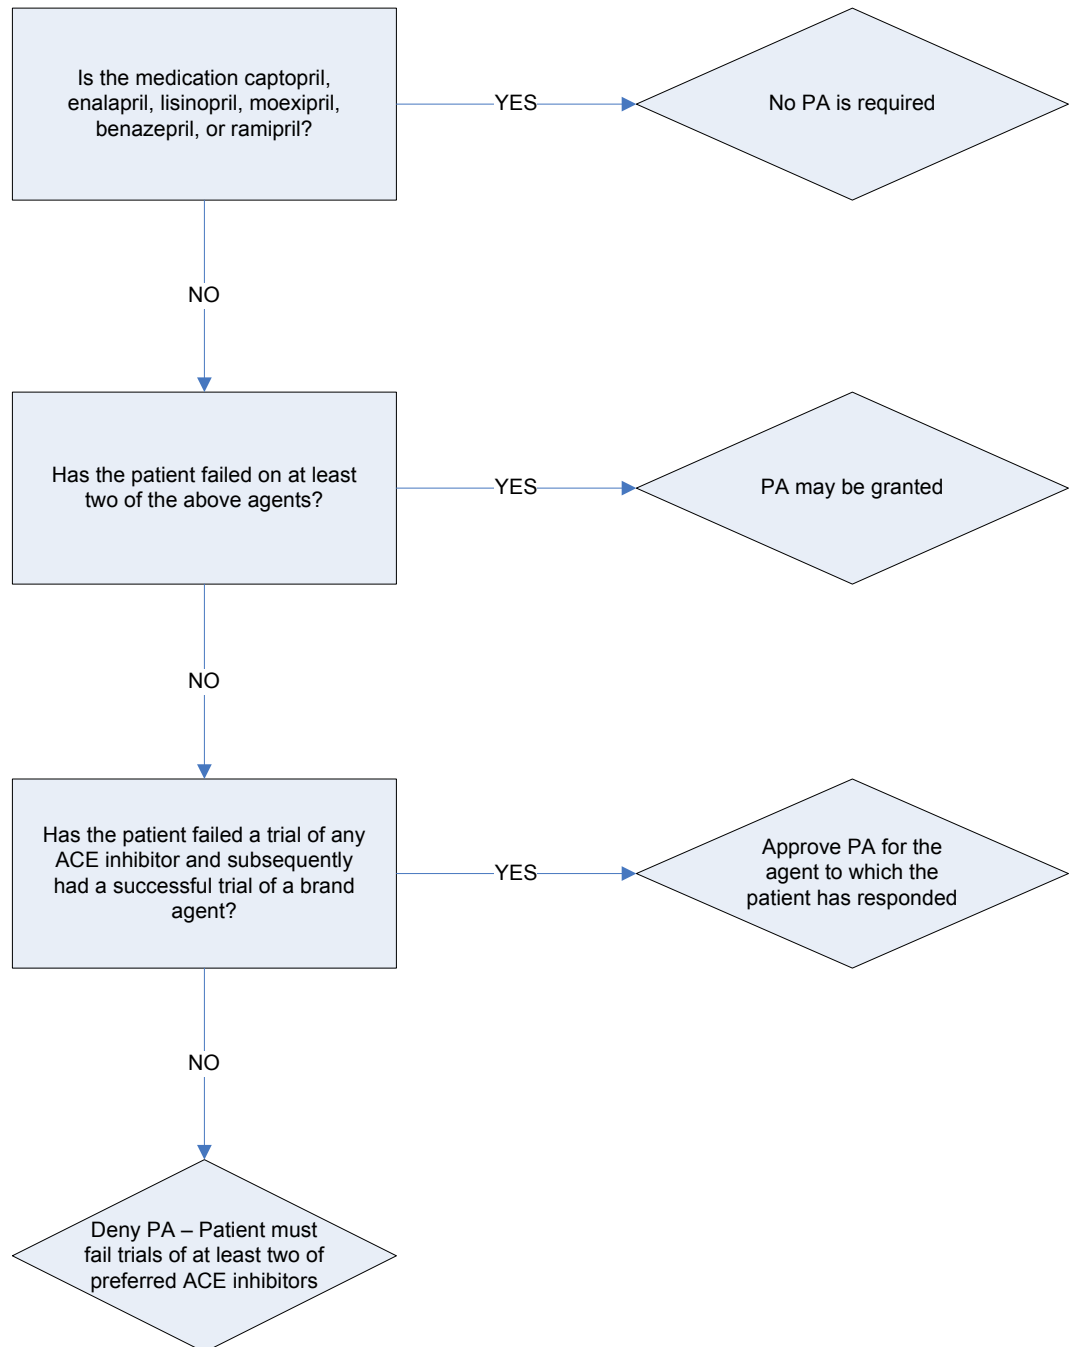 Is the medication captopril,
enalapril, lisinopril, moexipril,
benazepril, or ramipril?
YES
No PA is required
NO
Has the patient failed on at least
two of the above agents?
YES
PA may be granted
NO
Has the patient failed a trial of any
ACE inhibitor and subsequently
had a successful trial of a brand
agent?
YES
Approve PA for the
agent to which the
patient has responded
NO
Deny PA – Patient must
fail trials of at least two of
preferred ACE inhibitors